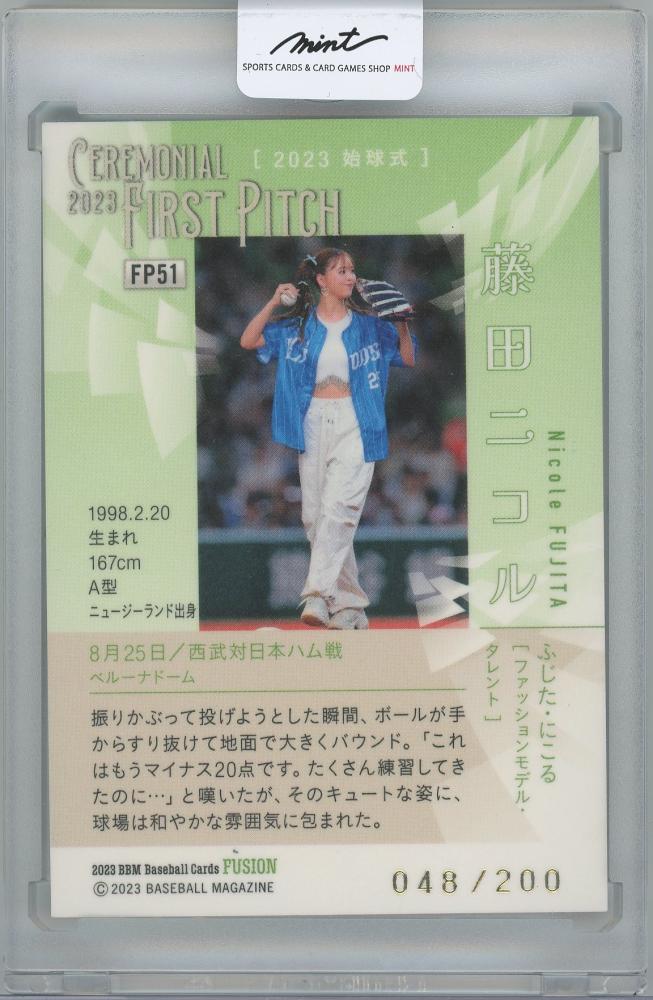 mint
SPORTS CARDS & CARD GAMES SHOP MINT
CEREMONIAL
2023 FIRST PITCH
[ 2023 始球式 ]
FP51
藤田ニコル
Nicole FUJITA
ふじた・にこる
[ファッションモデル・
タレント]
1998.2.20
生まれ
167cm
A型
ニュージーランド出身
8月25日/西武対日本ハム戦
ベルーナドーム
振りかぶって投げようとした瞬間、ボールが手
からすり抜けて地面で大きくバウンド。「これ
はもうマイナス20点です。たくさん練習してき
たのに…」と嘆いたが、そのキュートな姿に、
球場は和やかな雰囲気に包まれた。
2023 BBM Baseball Cards FUSION
©2023 BASEBALL MAGAZINE
048/200